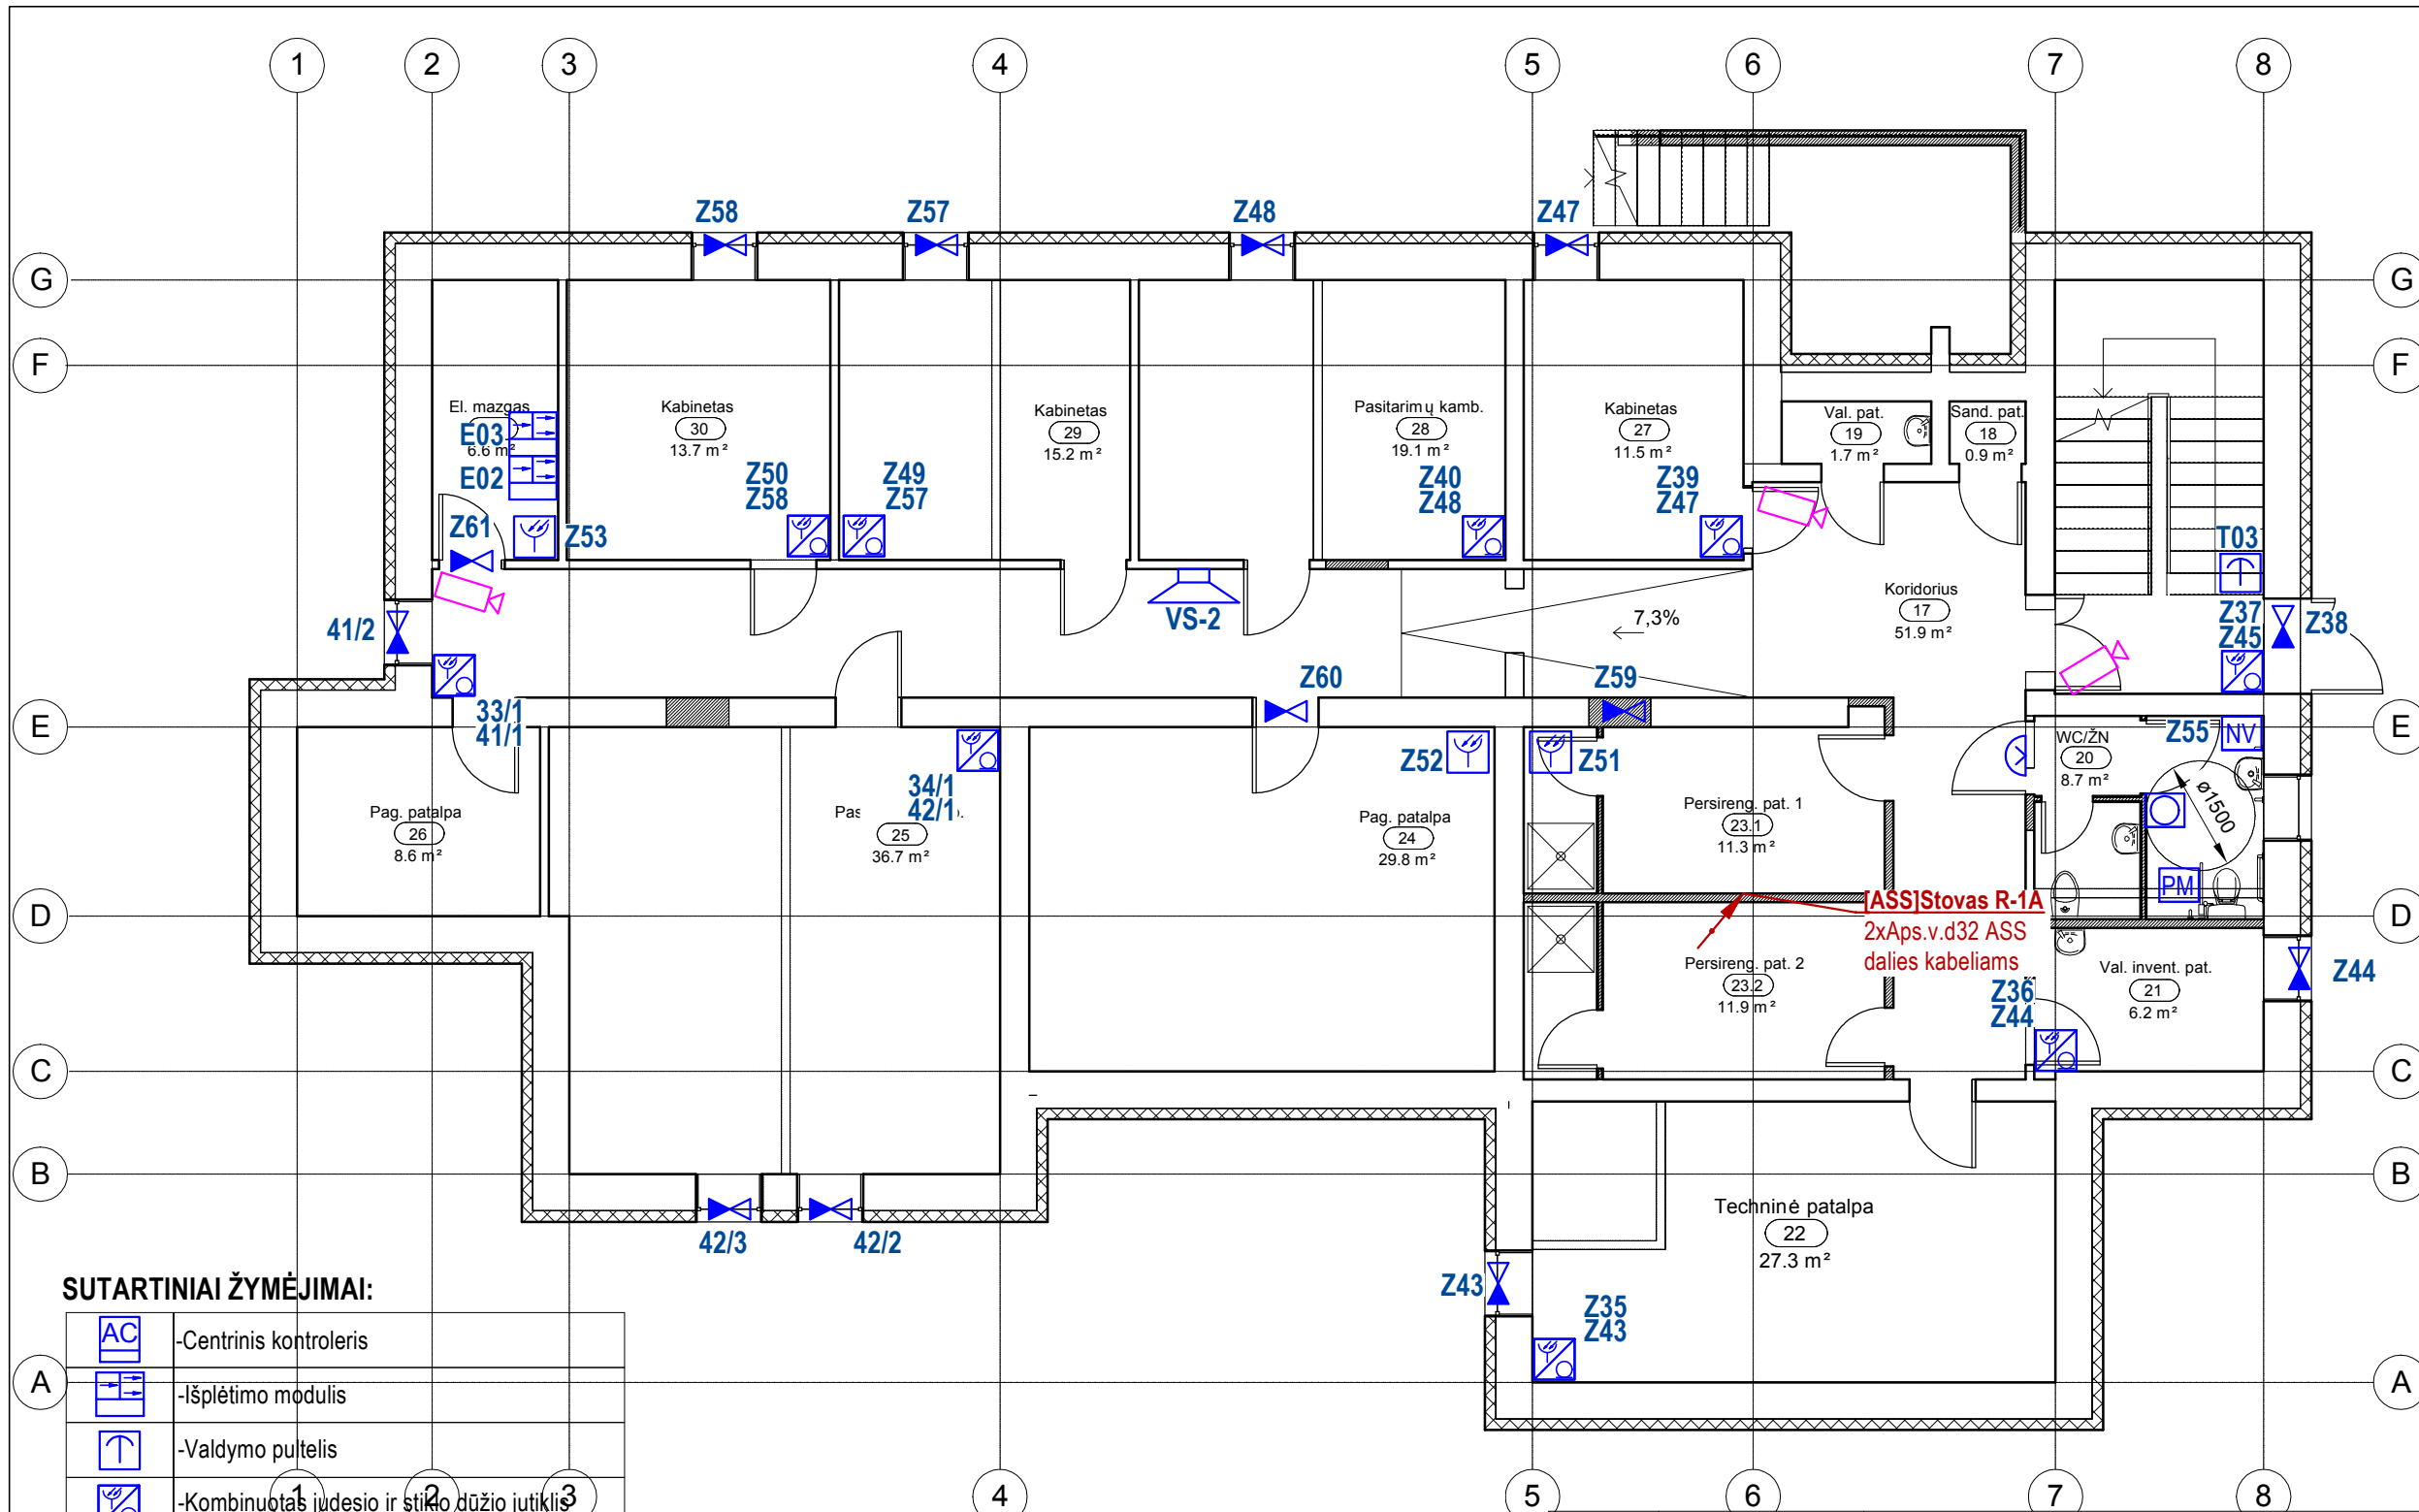 1 2 3 4 5 6 7 8
Z58 Z57 Z48 Z47
G G
F F
El. mazgas
6.6 m²
E03
E02
Kabinetas
30
13.7 m²
Kabinetas
29
15.2 m²
Pasitarimų kamb.
28
19.1 m²
Kabinetas
27
11.5 m²
Val. pat.
19
1.7 m²
Sand. pat.
18
0.9 m²
Z50
Z58
Z49
Z57
Z40
Z48
Z39
Z47
Z61
Z53
T03
Koridorius
17
51.9 m²
41/2
VS-2
7,3%
Z37
Z45
Z38
Z60
Z59
33/1
41/1
E E
Z52
Z51
Z55
NV
WC/ŽN
20
8.7 m²
34/1
42/1
ø1500
PM
Pag. patalpa
26
8.6 m²
25
36.7 m²
Pag. patalpa
24
29.8 m²
Persireng. pat. 1
23.1
11.3 m²
D D
[ASS]Stovas R-1A
2xAps.v.d32 ASS
dalies kabeliams
Persireng. pat. 2
23.2
11.9 m²
Val. invent. pat.
21
6.2 m²
Z44
Z36
Z44
C C
B B
Techninė patalpa
22
27.3 m²
42/3
42/2
Z43
Z35
Z43
SUTARTINIAI ŽYMĖJIMAI:
AC -Centrinis kontroleris
-Išplėtimo modulis
A A
-Valdymo pultelis
-Kombinuotas judesio ir stiklo dūžio jutiklis
1 2 3 4 5 6 7 8